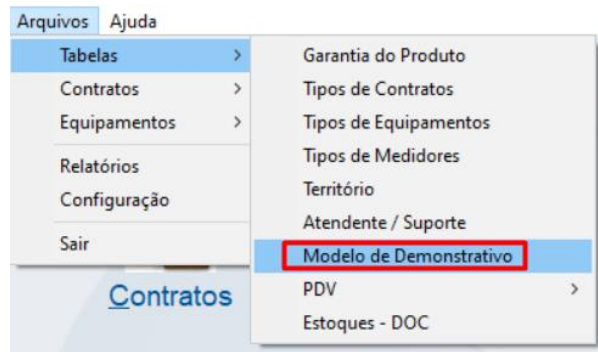 Arquivos Ajuda
Tabelas >
Contratos >
Equipamentos >
Relatórios
Configuração
Sair
Garantia do Produto
Tipos de Contratos
Tipos de Equipamentos
Tipos de Medidores
Território
Atendente / Suporte
Modelo de Demonstrativo
PDV >
Estoques - DOC
Contratos